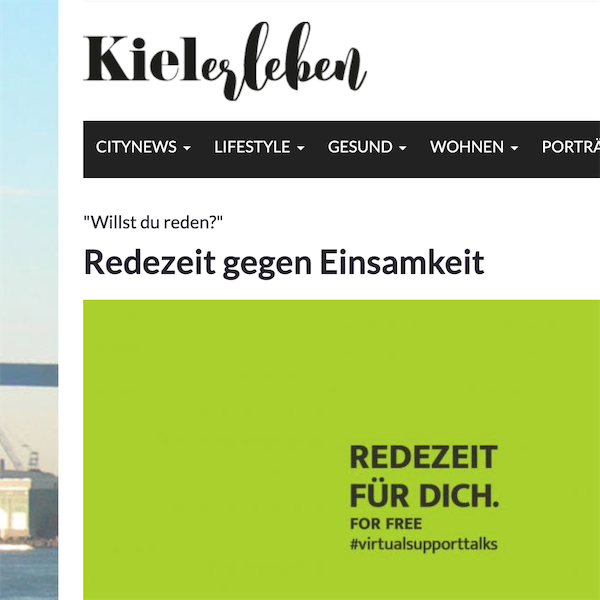 Kielerleben
CITYNEWS LIFESTYLE GESUND WOHNEN PORTRÄ
"Willst du reden?"
Redezeit gegen Einsamkeit
REDEZEIT
FÜR DICH.
FOR FREE
#virtualsupporttalks